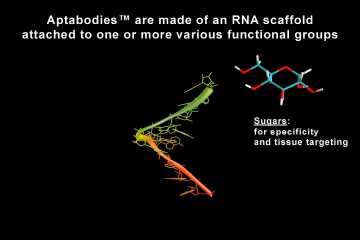 Aptabodies™ are made of an RNA scaffold
attached to one or more various functional groups
Sugars:
for specificity
and tissue targeting